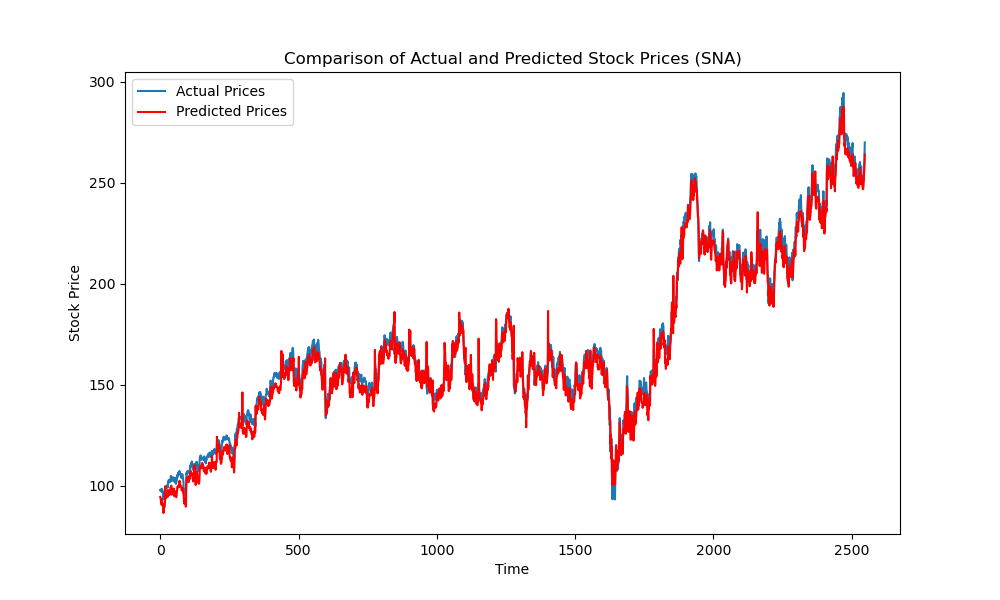 Comparison of Actual and Predicted Stock Prices (SNA)
Actual Prices
Predicted Prices
300
250
200
150
100
Stock Price
0 500 1000 1500 2000 2500
Time